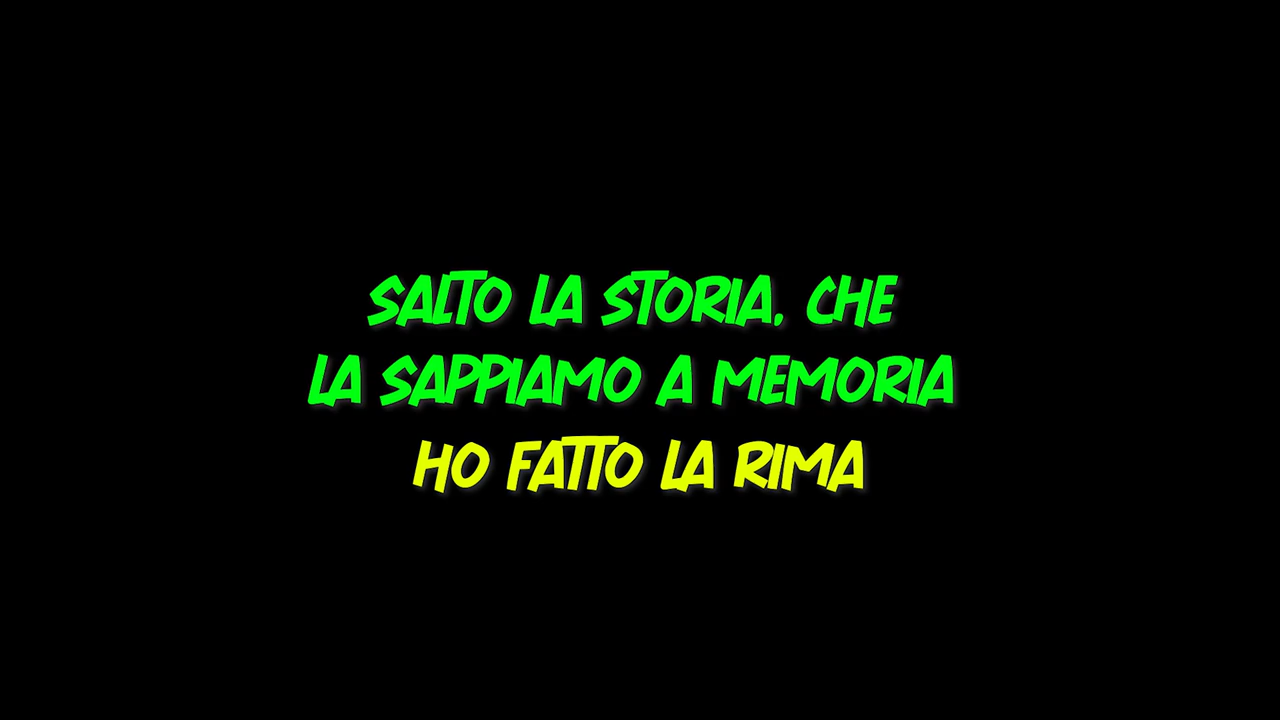 SALTO LA STORIA, CHE
LA SAPPIAMO A MEMORIA
HO FATTO LA RIMA